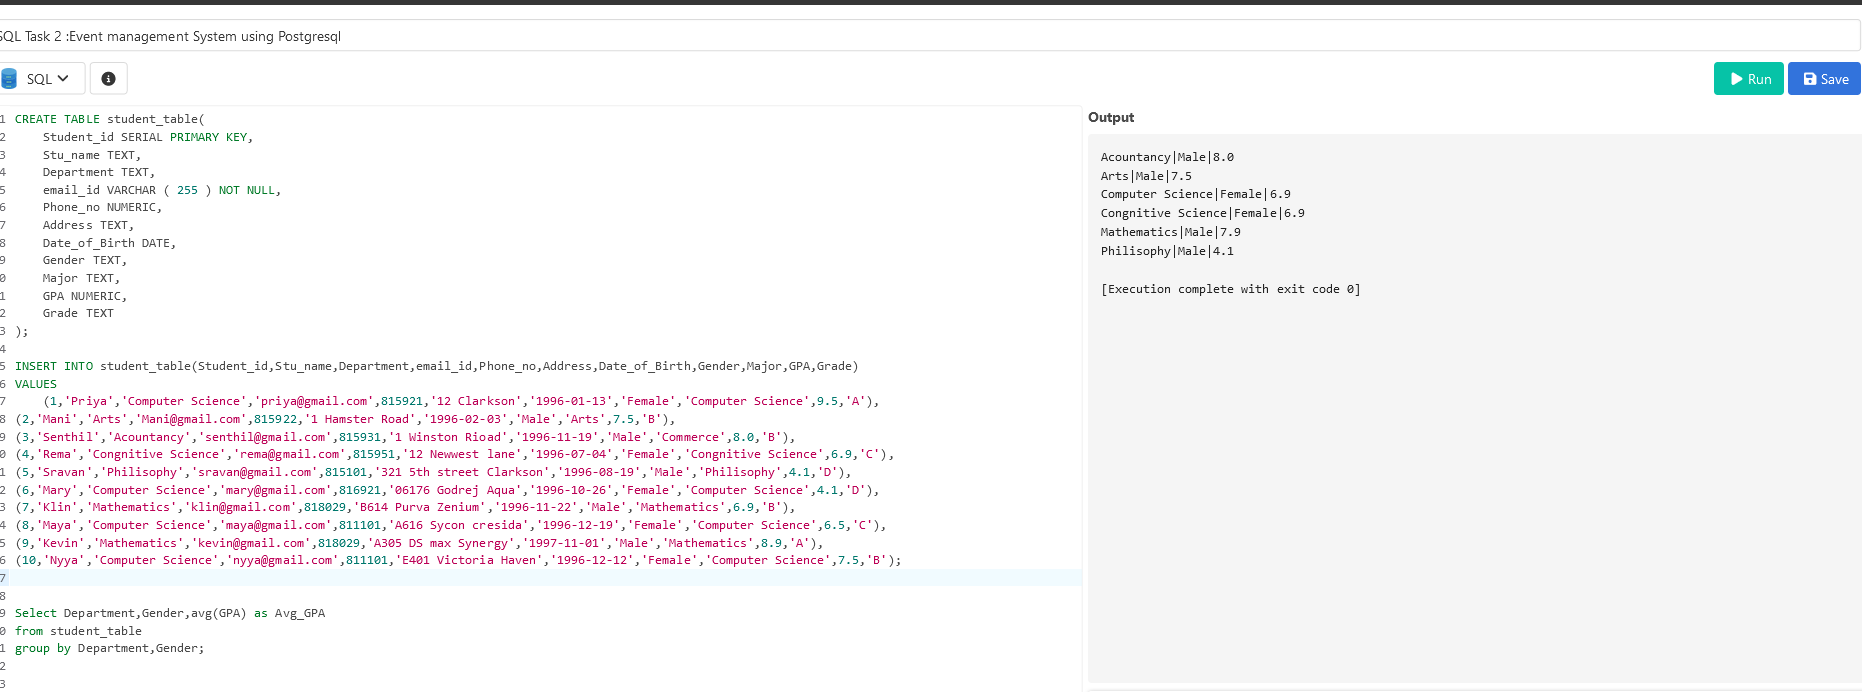 SQL Task 2 :Event management System using Postgresql
SQL
Run
Save
1 CREATE TABLE student_table(
2 Student_id SERIAL PRIMARY KEY,
3 Stu_name TEXT,
4 Department TEXT,
5 email_id VARCHAR ( 255 ) NOT NULL,
6 Phone_no NUMERIC,
7 Address TEXT,
8 Date_of_Birth DATE,
9 Gender TEXT,
0 Major TEXT,
1 GPA NUMERIC,
2 Grade TEXT
3 );
4
5 INSERT INTO student_table(Student_id,Stu_name,Department,email_id,Phone_no,Address,Date_of_Birth,Gender,Major,GPA,Grade)
6 VALUES
7 (1,'Priya','Computer Science','priya@gmail.com',815921,'12 Clarkson','1996-01-13','Female','Computer Science',9.5,'A'),
8 (2,'Mani','Arts','Mani@gmail.com',815922,'1 Hamster Road','1996-02-03','Male','Arts',7.5,'B'),
9 (3,'Senthil','Acountancy','senthil@gmail.com',815931,'1 Winston Rioad','1996-11-19','Male','Commerce',8.0,'B'),
0 (4,'Rema','Congnitive Science','rema@gmail.com',815951,'12 Newwest lane','1996-07-04','Female','Congnitive Science',6.9,'C'),
1 (5,'Sravan','Philisophy','sravan@gmail.com',815101,'321 5th street Clarkson','1996-08-19','Male','Philisophy',4.1,'D'),
2 (6,'Mary','Computer Science','mary@gmail.com',816921,'06176 Godrej Aqua','1996-10-26','Female','Computer Science',4.1,'D'),
3 (7,'Klin','Mathematics','klin@gmail.com',818029,'B614 Purva Zenium','1996-11-22','Male','Mathematics',6.9,'B'),
4 (8,'Maya','Computer Science','maya@gmail.com',811101,'A616 Sycon cresida','1996-12-19','Female','Computer Science',6.5,'C'),
5 (9,'Kevin','Mathematics','kevin@gmail.com',818029,'A305 DS max Synergy','1997-11-01','Male','Mathematics',8.9,'A'),
6 (10,'Nyya','Computer Science','nyya@gmail.com',811101,'E401 Victoria Haven','1996-12-12','Female','Computer Science',7.5,'B');
7
8
9 Select Department,Gender,avg(GPA) as Avg_GPA
0 from student_table
1 group by Department,Gender;
2
3
Output
Acountancy|Male|8.0
Arts|Male|7.5
Computer Science|Female|6.9
Congnitive Science|Female|6.9
Mathematics|Male|7.9
Philisophy|Male|4.1
[Execution complete with exit code 0]